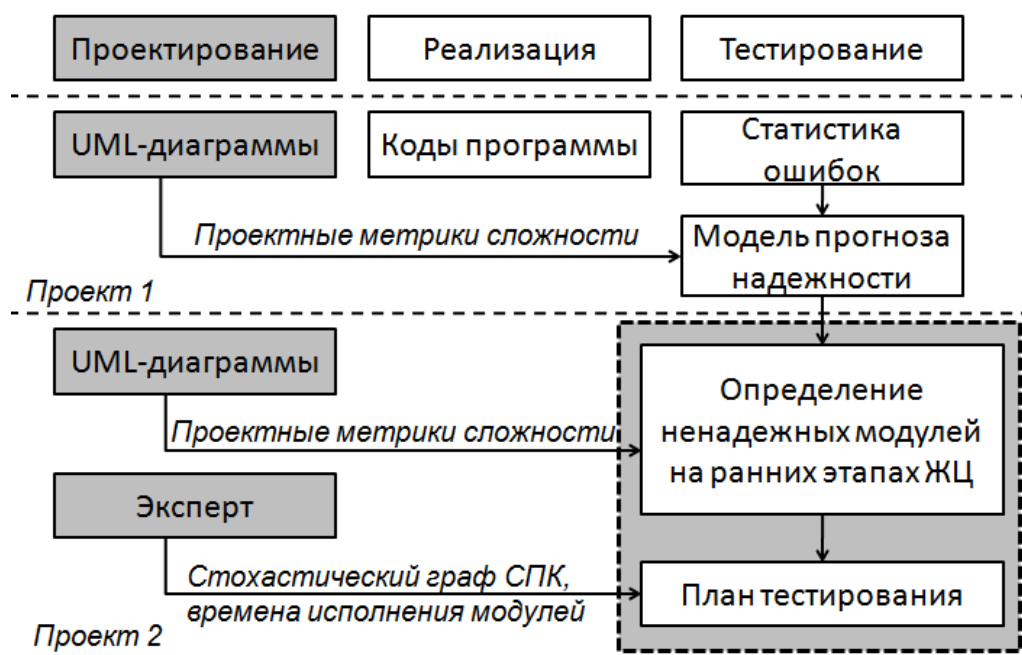 Проектирование
Реализация
Тестирование
UML-диаграммы
Коды программы
Статистика
ошибок
Проектные метрики сложности
Модель прогноза
надежности
Проект 1
UML-диаграммы
Определение
ненадежных модулей
на ранних этапах ЖЦ
Проектные метрики сложности
Эксперт
Стохастический граф СПК,
времена исполнения модулей
План тестирования
Проект 2